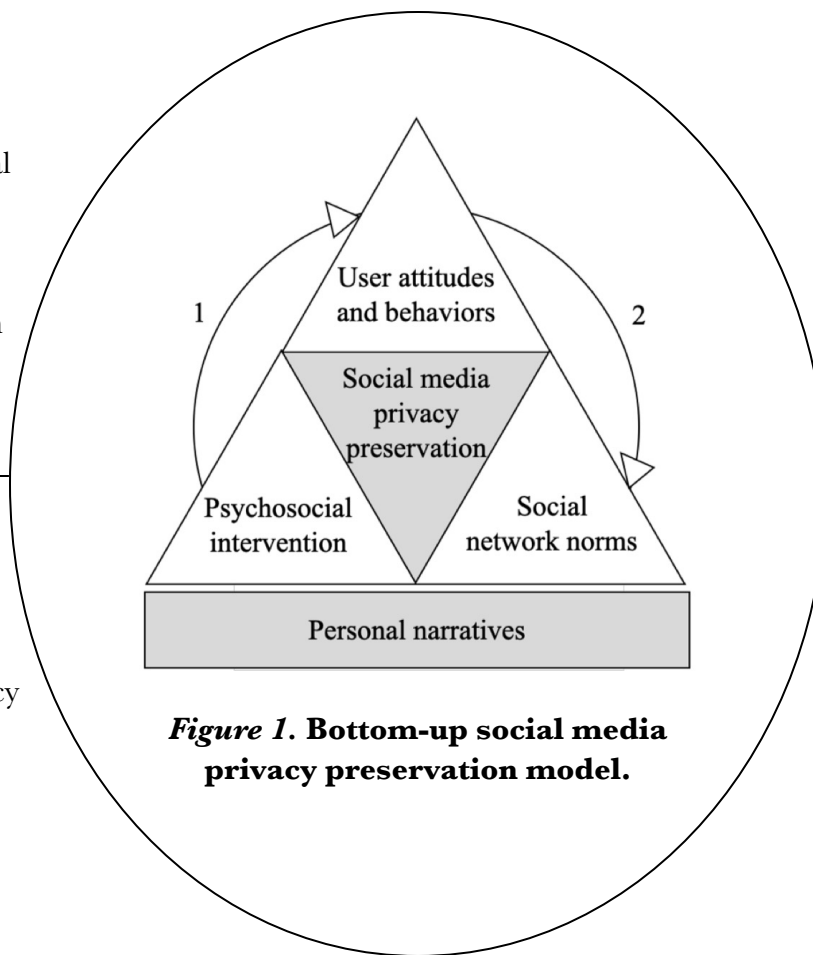 User attitudes
and behaviors
1
2
Social media
privacy
preservation
Psychosocial
intervention
Social
network norms
Personal narratives
Figure 1. Bottom-up social media
privacy preservation model.